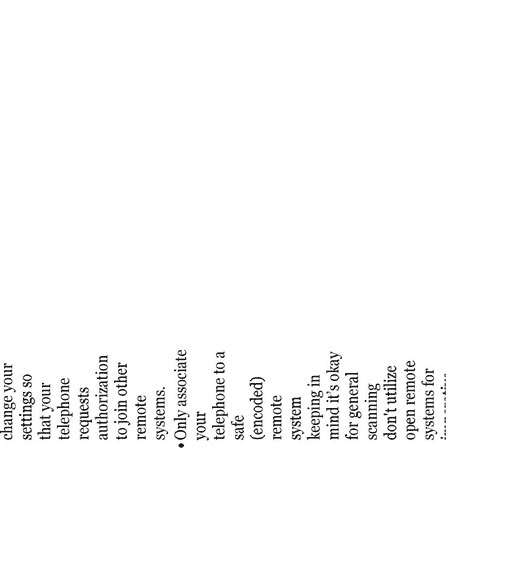 change your
settings so
that your
telephone
requests
authorization
to join other
remote
systems.
• Only associate
your
telephone to a
safe
(encoded)
remote
system
keeping in
mind it's okay
for general
scanning
don't utilize
open remote
systems for